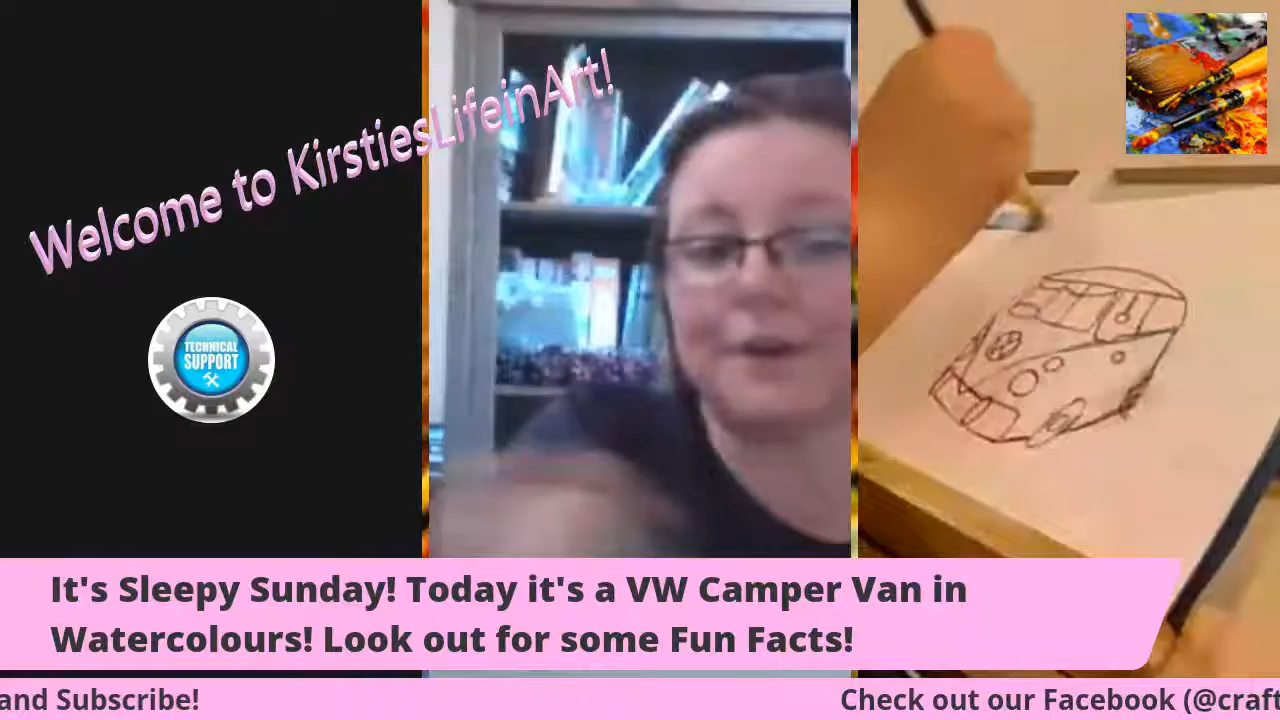 Welcome to KirstiesLifeinArt!
TECHNICAL
SUPPORT
It's Sleepy Sunday! Today it's a VW Camper Van in
Watercolours! Look out for some Fun Facts!
and Subscribe!
Check out our Facebook (@craft